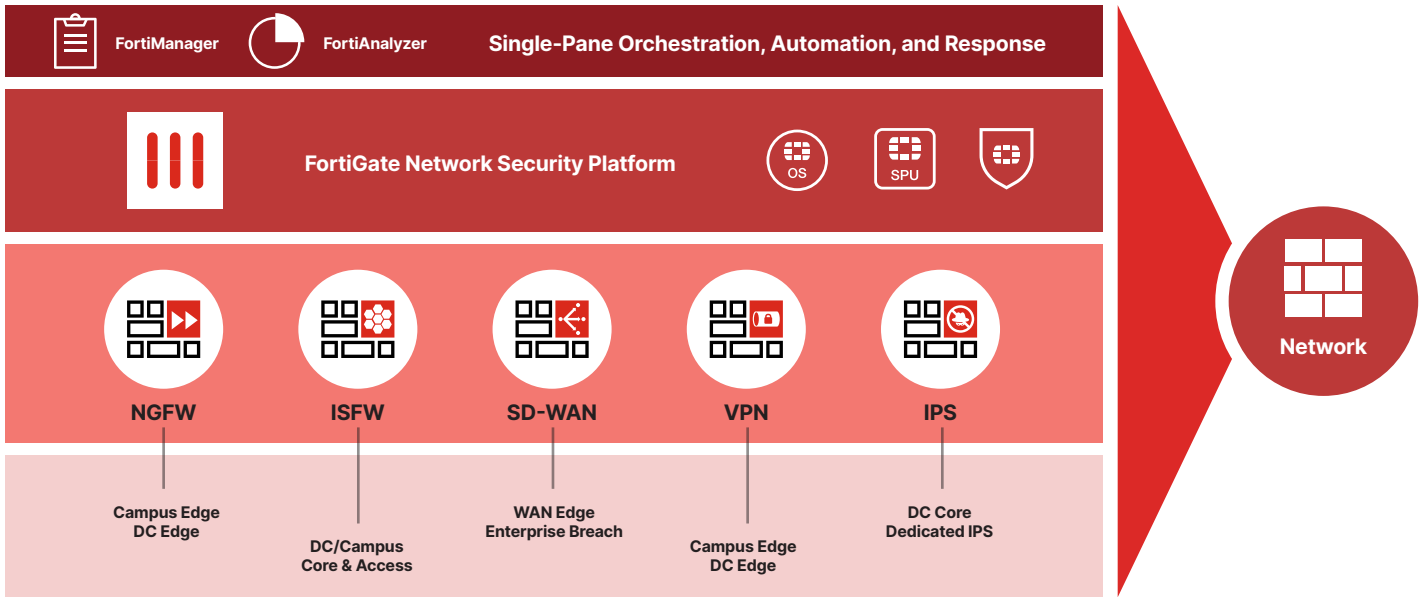 FortiManager
FortiAnalyzer
Single-Pane Orchestration, Automation, and Response
FortiGate Network Security Platform
OS
SPU
Network
NGFW
ISFW
SD-WAN
VPN
IPS
Campus Edge
DC Edge
DC/Campus
Core & Access
WAN Edge
Enterprise Breach
Campus Edge
DC Edge
DC Core
Dedicated IPS